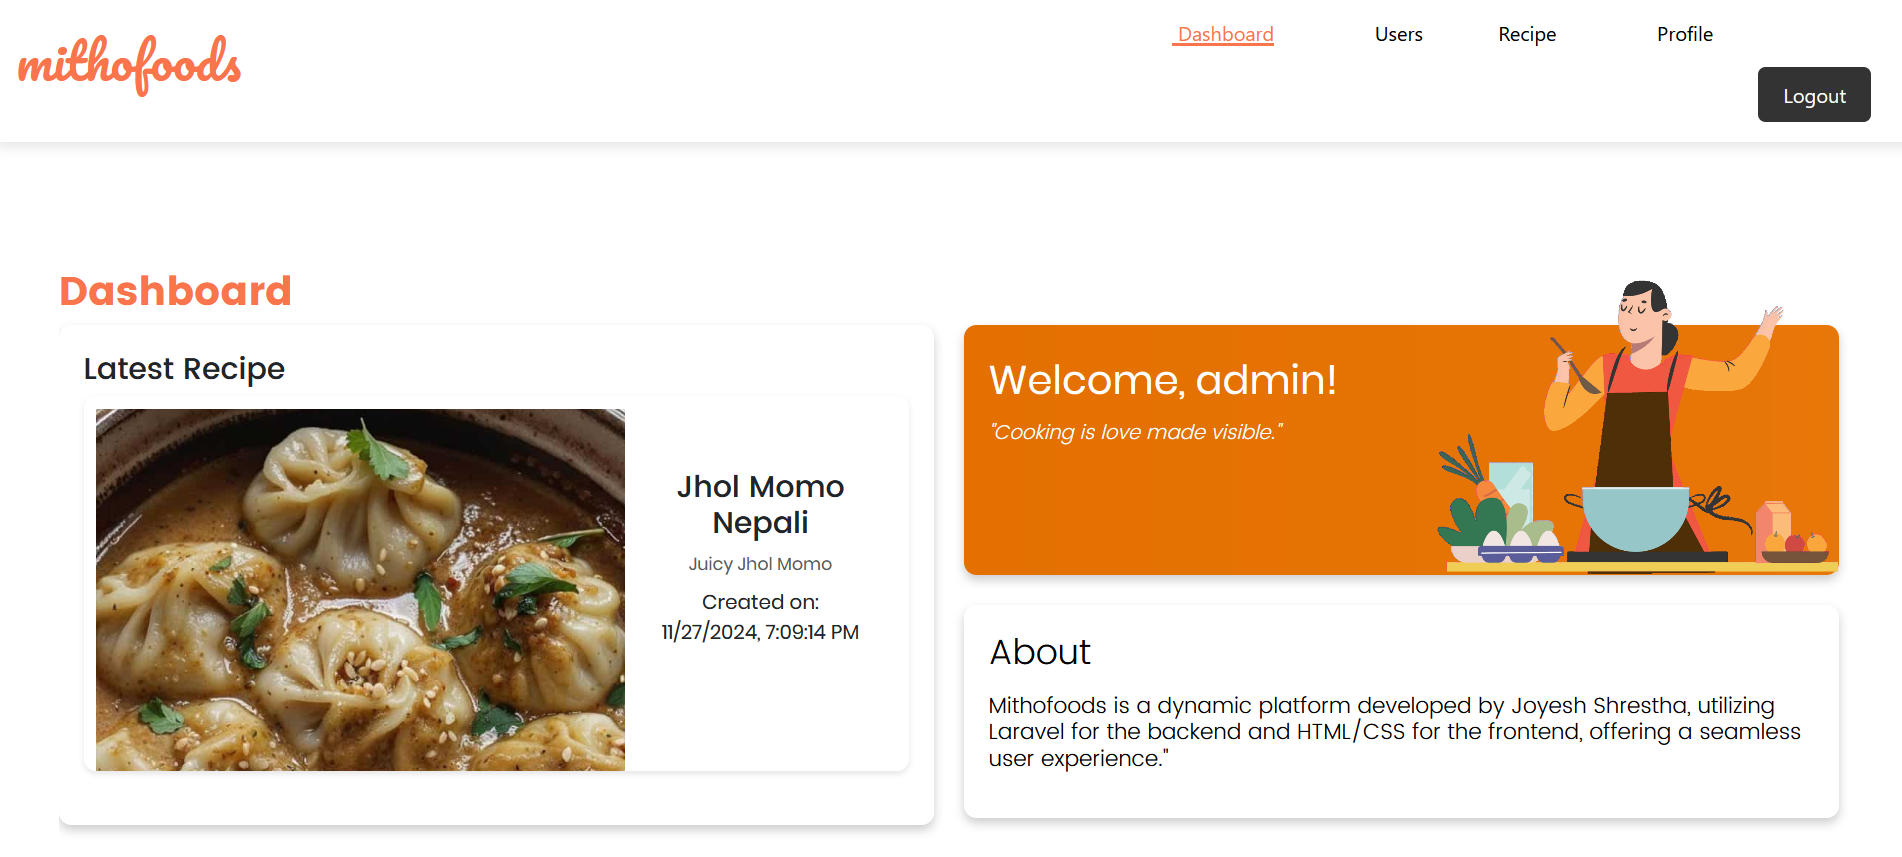 mithofoods
Dashboard
Users
Recipe
Profile
Logout
Dashboard
Latest Recipe
Jhol Momo
Nepali
Juicy Jhol Momo
Created on:
11/27/2024, 7:09:14 PM
Welcome, admin!
"Cooking is love made visible."
About
Mithofoods is a dynamic platform developed by Joyesh Shrestha, utilizing
Laravel for the backend and HTML/CSS for the frontend, offering a seamless
user experience."